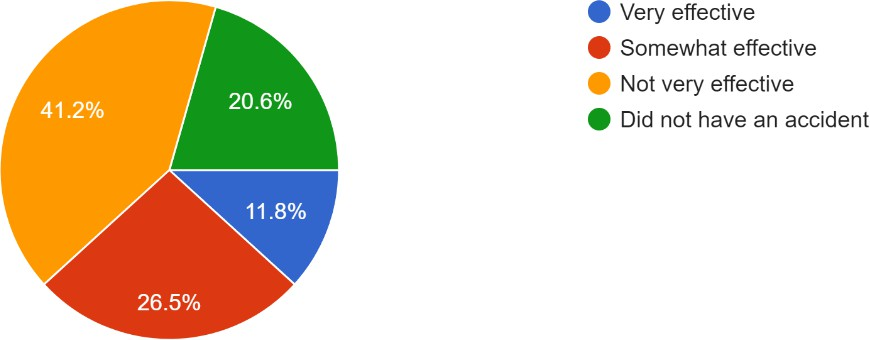 Very effective
Somewhat effective
Not very effective
Did not have an accident
41.2%
20.6%
11.8%
26.5%